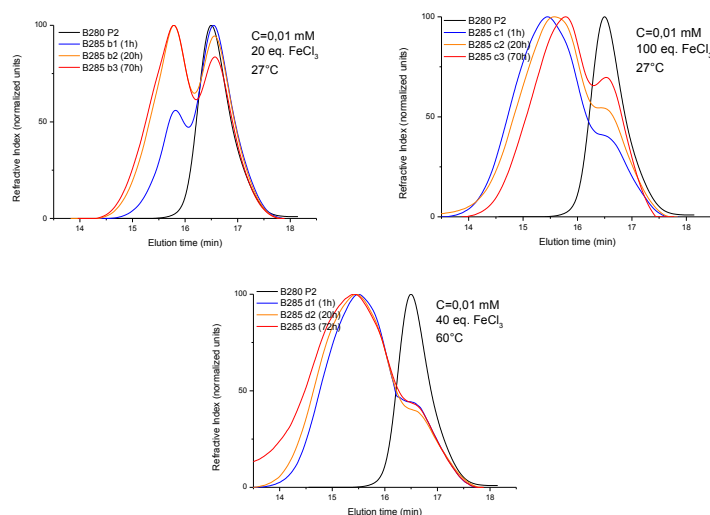 B280 P2
B285 b1 (1h)
B285 b2 (20h)
B285 b3 (70h)
C=0,01 mM
20 eq. FeCl3
27°C
Refractive Index (normalized units)
100
50
0
14 15 16 17 18
Elution time (min)
B280 P2
B285 c1 (1h)
B285 c2 (20h)
B285 c3 (70h)
C=0,01 mM
100 eq. FeCl3
27°C
Refractive Index (normalized units)
100
50
0
14 15 16 17 18
Elution time (min)
B280 P2
B285 d1 (1h)
B285 d2 (20h)
B285 d3 (72h)
C=0,01 mM
40 eq. FeCl3
60°C
Refractive Index (normalized units)
100
50
0
14 15 16 17 18
Elution time (min)